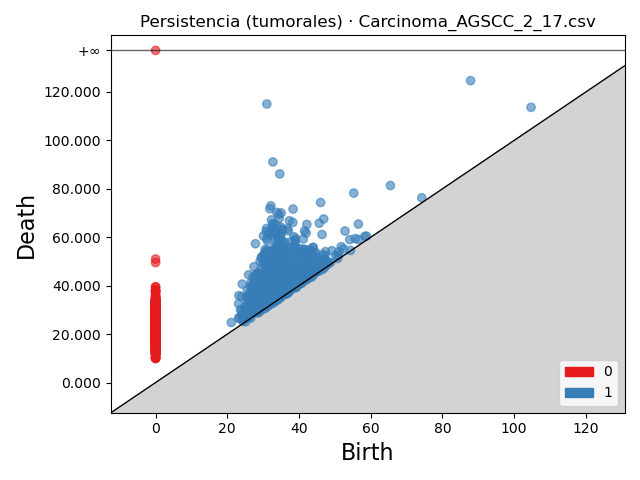 Persistencia (tumorales) · Carcinoma_AGSCC_2_17.csv
+∞
120.000
100.000
80.000
60.000
40.000
20.000
0.000
Death
0
1
0 20 40 60 80 100 120
Birth